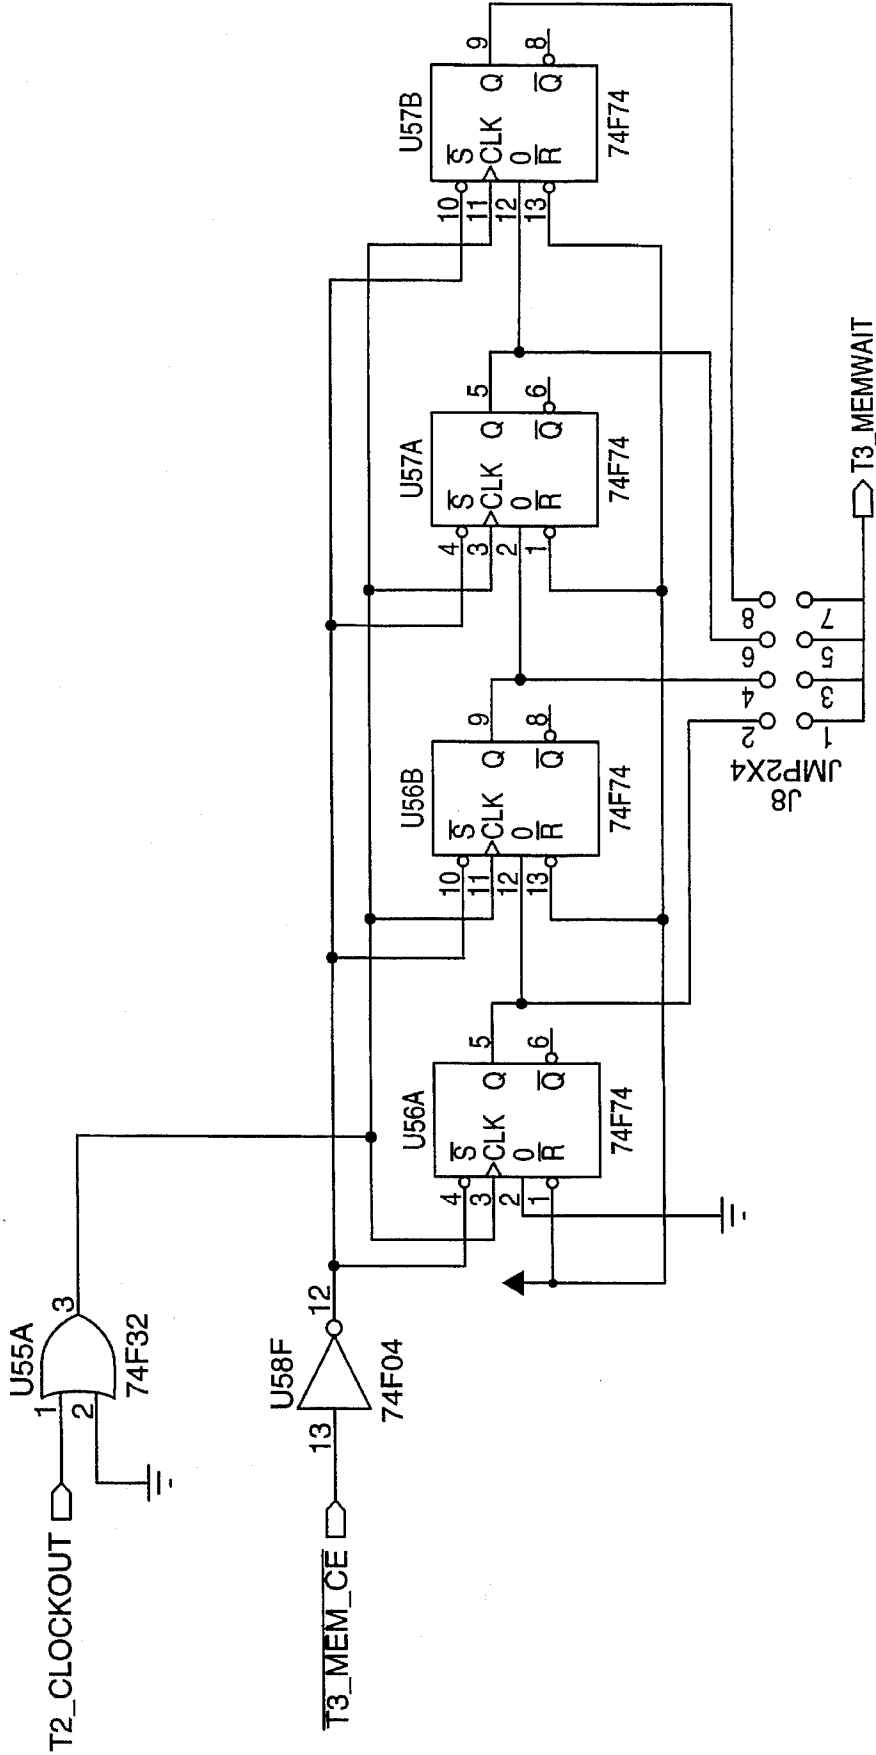 T2_CLOCKOUT
1
2
U55A
74F32
3
T3_MEM_CE
13
U58F
74F04
12
U56A
4
3
2
1
S
CLK
0
R
Q
Q
5
6
74F74
U56B
10
11
12
13
S
CLK
0
R
Q
Q
9
8
74F74
U57A
4
3
2
1
S
CLK
0
R
Q
Q
5
6
74F74
U57B
10
11
12
13
S
CLK
0
R
Q
Q
9
8
74F74
J8
JMP2X4
2
4
6
8
1
3
5
7
T3_MEMWAIT